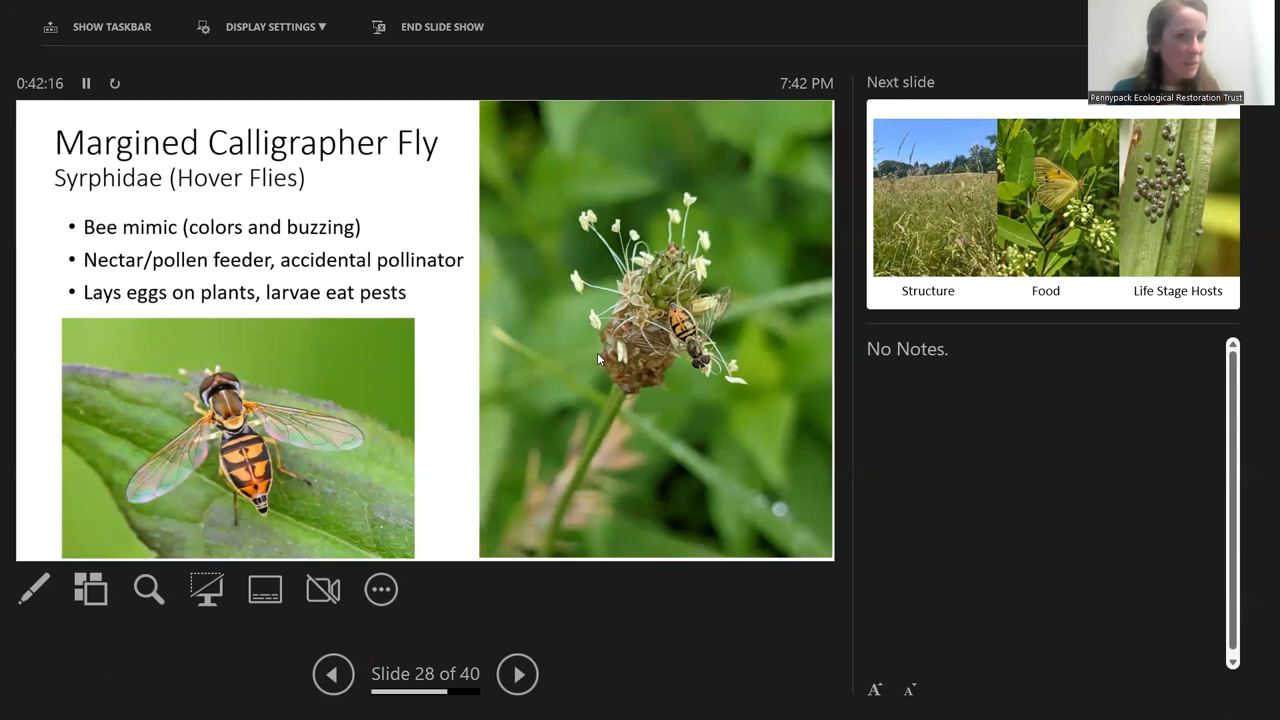 SHOW TASKBAR
DISPLAY SETTINGS ▼
END SLIDE SHOW
0:42:16
7:42 PM
Next slide
Pennypack Ecological Restoration Trust
Margined Calligrapher Fly
Syrphidae (Hover Flies)
• Bee mimic (colors and buzzing)
• Nectar/pollen feeder, accidental pollinator
• Lays eggs on plants, larvae eat pests
Structure
Food
Life Stage Hosts
No Notes.
Slide 28 of 40
A
A